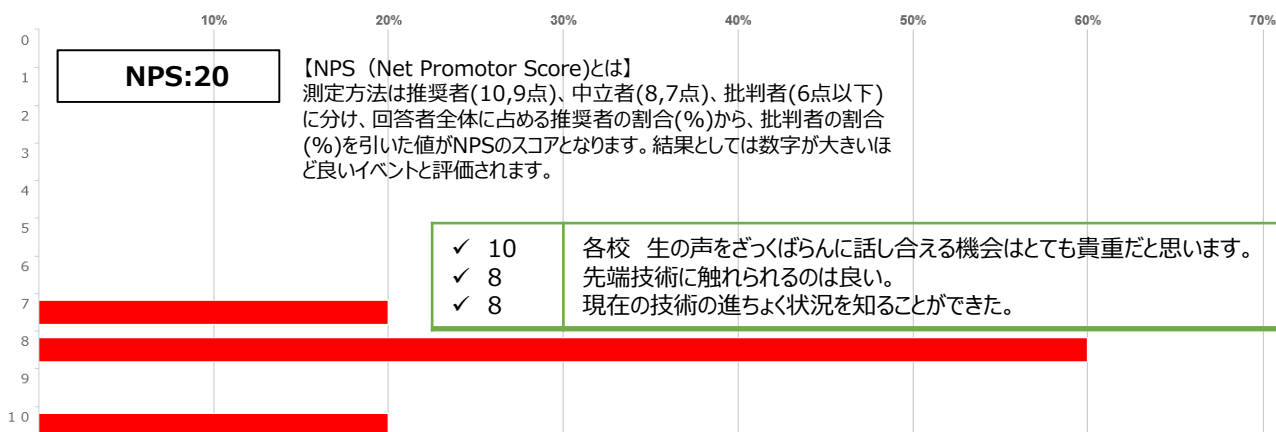 10% 20% 30% 40% 50% 60% 70%
0
1
2
3
4
5
6
7
8
9
10
NPS:20
【NPS（Net Promotor Score)とは】
測定方法は推奨者(10,9点)、中立者(8,7点)、批判者(6点以下)
に分け、回答者全体に占める推奨者の割合(%)から、批判者の割合
(%)を引いた値がNPSのスコアとなります。結果としては数字が大きいほ
ど良いイベントと評価されます。
✓ 10 各校 生の声をざっくばらんに話し合える機会はとても貴重だと思います。
✓ 8 先端技術に触れられるのは良い。
✓ 8 現在の技術の進ちょく状況を知ることができた。